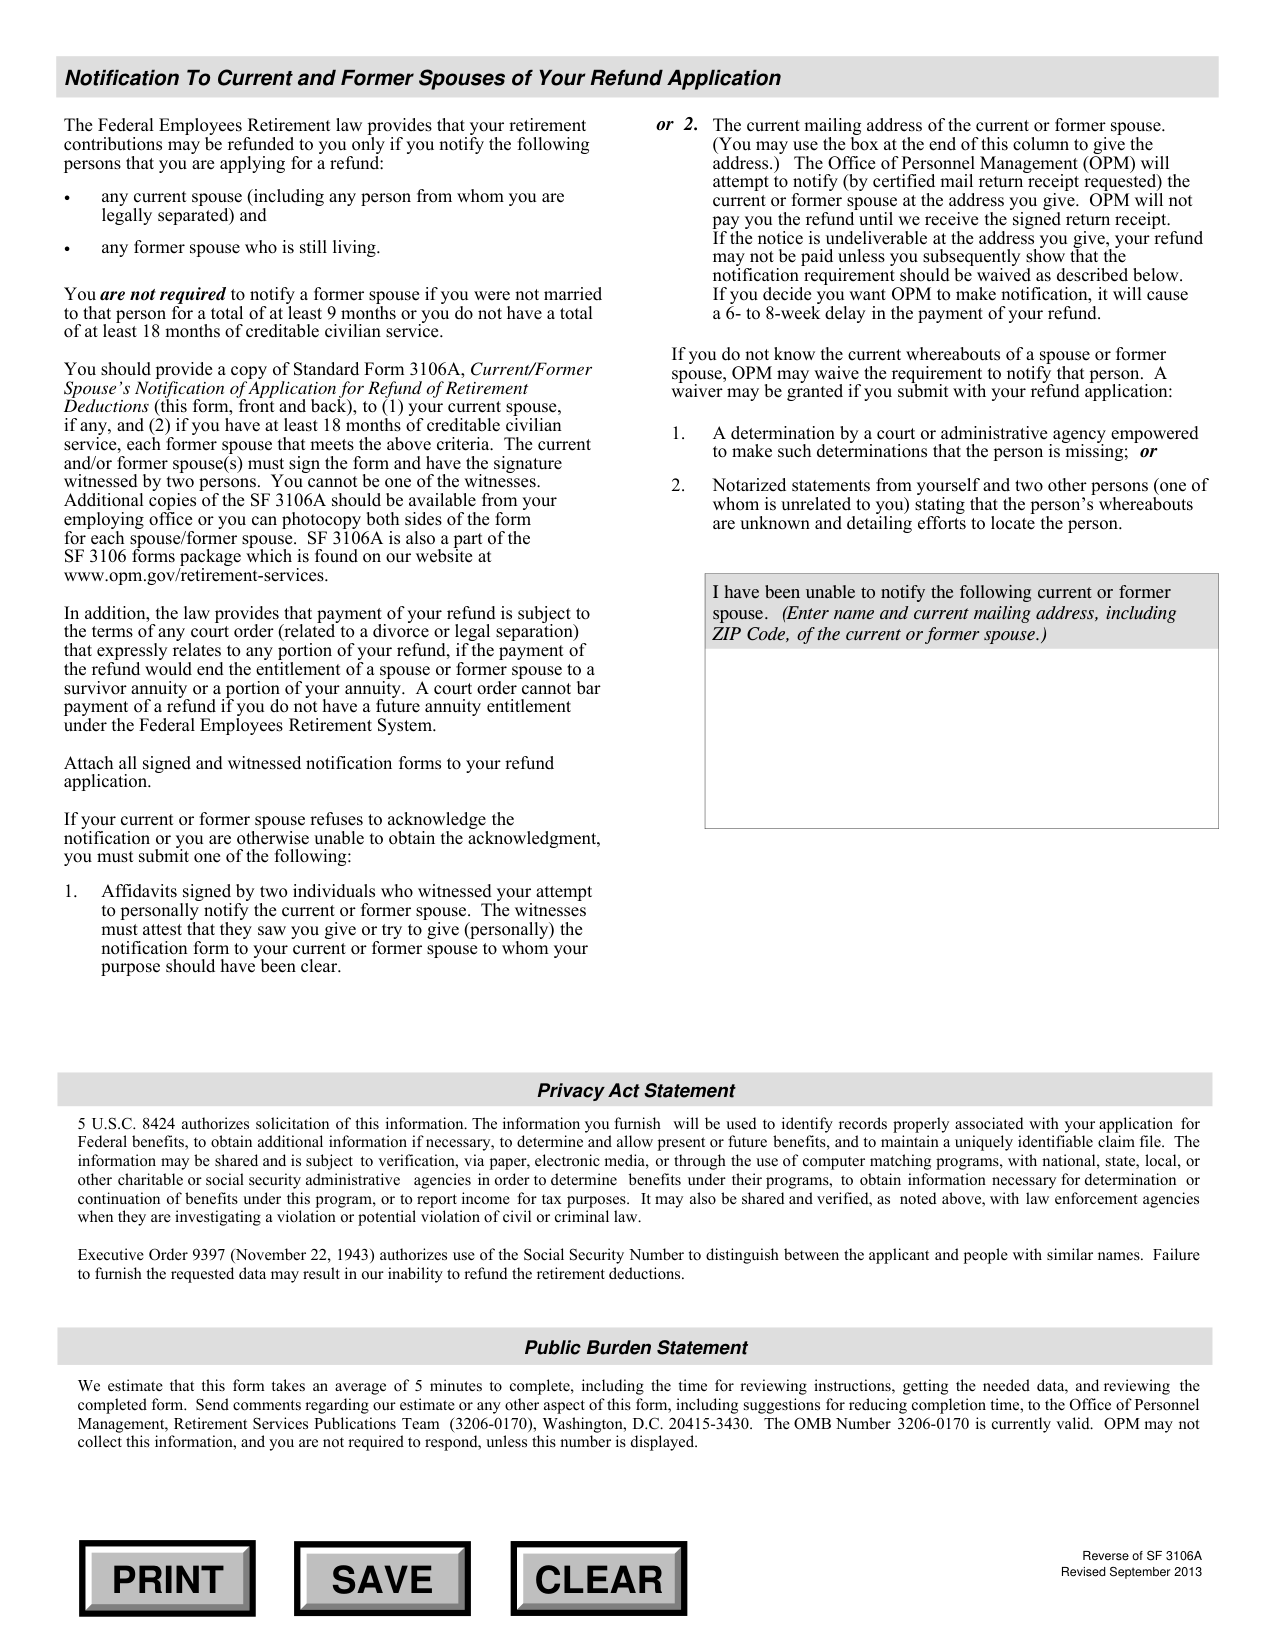 Notification To Current and Former Spouses of Your Refund Application
The Federal Employees Retirement law provides that your retirement
contributions may be refunded to you only if you notify the following
persons that you are applying for a refund:
• any current spouse (including any person from whom you are
legally separated) and
• any former spouse who is still living.
You are not required to notify a former spouse if you were not married
to that person for a total of at least 9 months or you do not have a total
of at least 18 months of creditable civilian service.
You should provide a copy of Standard Form 3106A, Current/Former
Spouse's Notification of Application for Refund of Retirement
Deductions (this form, front and back), to (1) your current spouse,
if any, and (2) if you have at least 18 months of creditable civilian
service, each former spouse that meets the above criteria. The current
and/or former spouse(s) must sign the form and have the signature
witnessed by two persons. You cannot be one of the witnesses.
Additional copies of the SF 3106A should be available from your
employing office or you can photocopy both sides of the form
for each spouse/former spouse. SF 3106A is also a part of the
SF 3106 forms package which is found on our website at
www.opm.gov/retirement-services.
In addition, the law provides that payment of your refund is subject to
the terms of any court order (related to a divorce or legal separation)
that expressly relates to any portion of your refund, if the payment of
the refund would end the entitlement of a spouse or former spouse to a
survivor annuity or a portion of your annuity. A court order cannot bar
payment of a refund if you do not have a future annuity entitlement
under the Federal Employees Retirement System.
Attach all signed and witnessed notification forms to your refund
application.
If your current or former spouse refuses to acknowledge the
notification or you are otherwise unable to obtain the acknowledgment,
you must submit one of the following:
1. Affidavits signed by two individuals who witnessed your attempt
to personally notify the current or former spouse. The witnesses
must attest that they saw you give or try to give (personally) the
notification form to your current or former spouse to whom your
purpose should have been clear.
or 2. The current mailing address of the current or former spouse.
(You may use the box at the end of this column to give the
address.) The Office of Personnel Management (OPM) will
attempt to notify (by certified mail return receipt requested) the
current or former spouse at the address you give. OPM will not
pay you the refund until we receive the signed return receipt.
If the notice is undeliverable at the address you give, your refund
may not be paid unless you subsequently show that the
notification requirement should be waived as described below.
If you decide you want OPM to make notification, it will cause
a 6- to 8-week delay in the payment of your refund.
If you do not know the current whereabouts of a spouse or former
spouse, OPM may waive the requirement to notify that person. A
waiver may be granted if you submit with your refund application:
1. A determination by a court or administrative agency empowered
to make such determinations that the person is missing; or
2. Notarized statements from yourself and two other persons (one of
whom is unrelated to you) stating that the person's whereabouts
are unknown and detailing efforts to locate the person.
I have been unable to notify the following current or former
spouse. (Enter name and current mailing address, including
ZIP Code, of the current or former spouse.)
Privacy Act Statement
5 U.S.C. 8424 authorizes solicitation of this information. The information you furnish will be used to identify records properly associated with your application for
Federal benefits, to obtain additional information if necessary, to determine and allow present or future benefits, and to maintain a uniquely identifiable claim file. The
information may be shared and is subject to verification, via paper, electronic media, or through the use of computer matching programs, with national, state, local, or
other charitable or social security administrative agencies in order to determine benefits under their programs, to obtain information necessary for determination or
continuation of benefits under this program, or to report income for tax purposes. It may also be shared and verified, as noted above, with law enforcement agencies
when they are investigating a violation or potential violation of civil or criminal law.
Executive Order 9397 (November 22, 1943) authorizes use of the Social Security Number to distinguish between the applicant and people with similar names. Failure
to furnish the requested data may result in our inability to refund the retirement deductions.
Public Burden Statement
We estimate that this form takes an average of 5 minutes to complete, including the time for reviewing instructions, getting the needed data, and reviewing the
completed form. Send comments regarding our estimate or any other aspect of this form, including suggestions for reducing completion time, to the Office of Personnel
Management, Retirement Services Publications Team (3206-0170), Washington, D.C. 20415-3430. The OMB Number 3206-0170 is currently valid. OPM may not
collect this information, and you are not required to respond, unless this number is displayed.
PRINT SAVE CLEAR
Reverse of SF 3106A
Revised September 2013